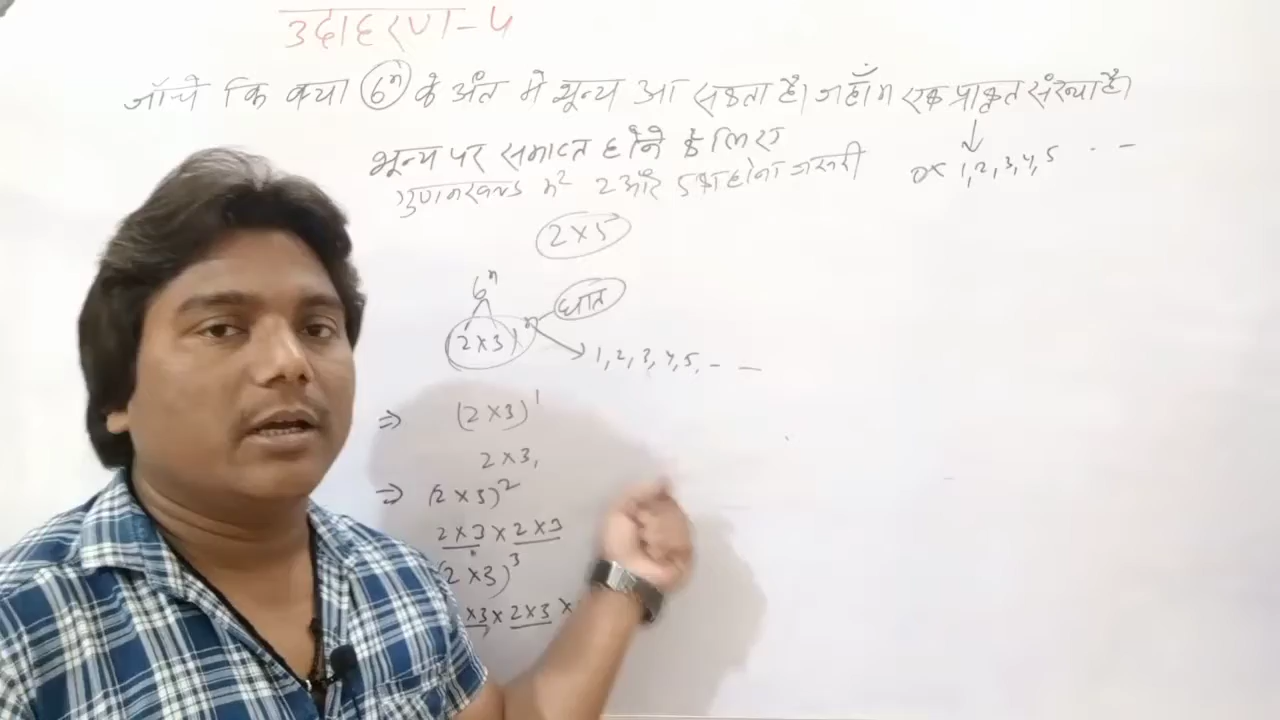 उदाहरण-4
जाँचे कि क्या 6ⁿ के अंत मे शून्य आ सकता है। जहाँ n एक प्राकृत संख्या है।
शून्य पर समाप्त होने के लिए
गुणनखण्ड में 2 और 5 का होना जरुरी
0x 1, 2, 3, 4, 5 . . –
2 x 5
6ⁿ
घात
(2 x 3)ⁿ
1, 2, 3, 4, 5, – –
⇒ (2 x 3)¹
2 x 3,
⇒ (2 x 3)²
2 x 3 x 2 x 3
(2 x 3)³
x 3 x 2 x 3 x